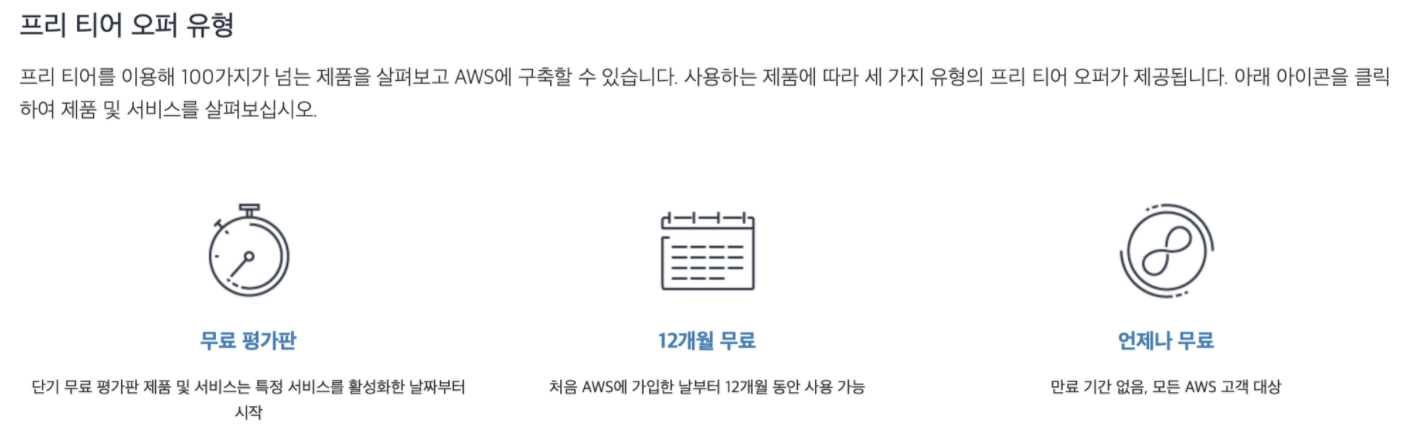 프리 티어 오퍼 유형
프리 티어를 이용해 100가지가 넘는 제품을 살펴보고 AWS에 구축할 수 있습니다. 사용하는 제품에 따라 세 가지 유형의 프리 티어 오퍼가 제공됩니다. 아래 아이콘을 클릭
하여 제품 및 서비스를 살펴보십시오.
무료 평가판
단기 무료 평가판 제품 및 서비스는 특정 서비스를 활성화한 날짜부터
시작
12개월 무료
처음 AWS에 가입한 날부터 12개월 동안 사용 가능
언제나 무료
만료 기간 없음, 모든 AWS 고객 대상